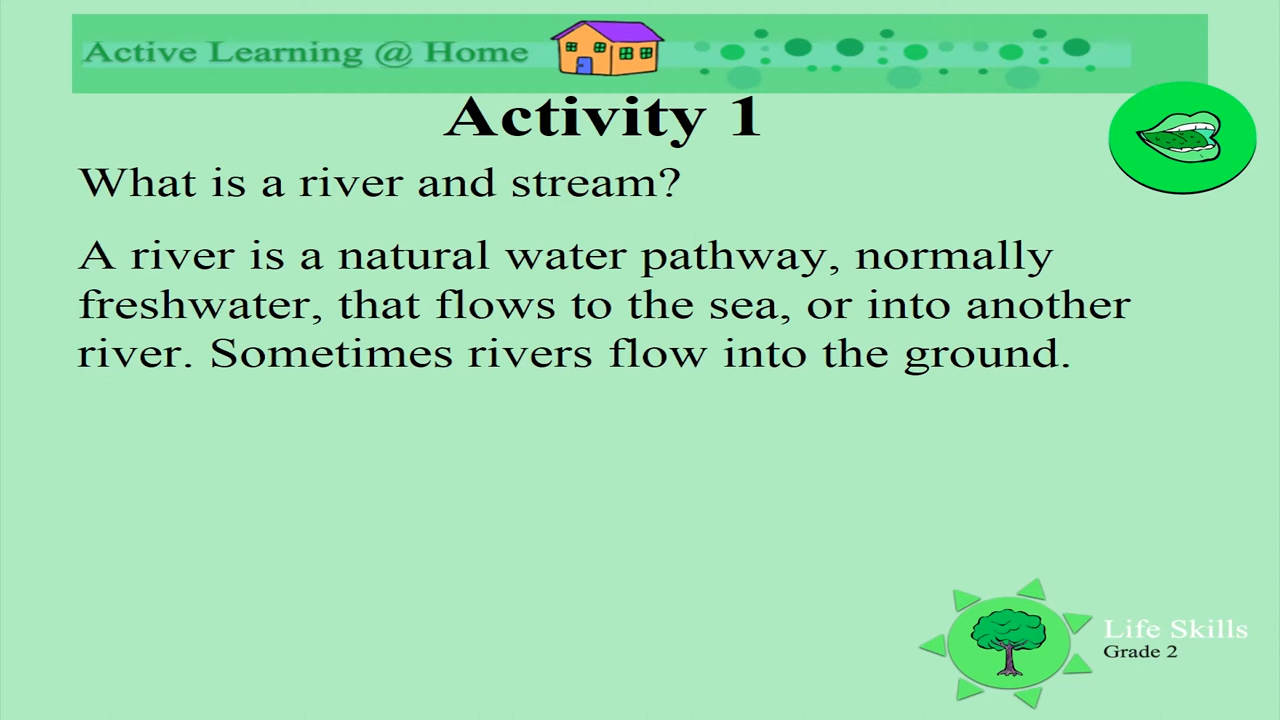 Active Learning @ Home
Activity 1
What is a river and stream?
A river is a natural water pathway, normally
freshwater, that flows to the sea, or into another
river. Sometimes rivers flow into the ground.
Life Skills
Grade 2